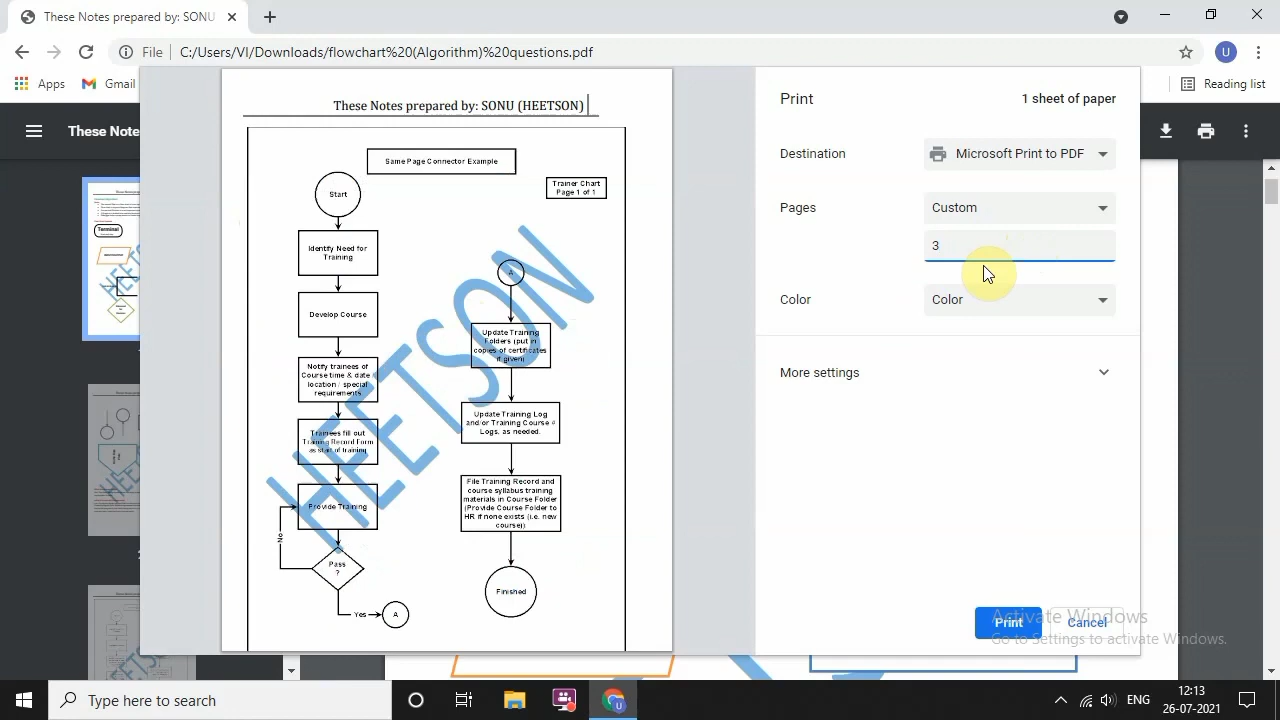 These Notes prepared by: SONU
C:/Users/VI/Downloads/flowchart%20(Algorithm)%20questions.pdf
File
U
Apps
Gmail
Reading list
These Note
These Notes prepared by: SONU (HEETSON)
Same Page Connector Example
Trainer Chart
Page 1 of 1
Start
Identify Need for
Training
Develop Course
Notify trainees of
Course time & date
location / special
requirements
Trainees fill out
Training Record Form
as start of training
Provide Training
No
Pass
?
Yes
A
A
Update Training
Folders (put in
copies of certificates
if given)
Update Training Log
and/or Training Course
Logs, as needed.
File Training Record and
course syllabus training
materials in Course Folder
(Provide Course Folder to
HR if none exists (i.e. new
course))
Finished
HEETSON
Terminal
Print
1 sheet of paper
Destination
Microsoft Print to PDF
Pages
Custom
3
Color
Color
More settings
Print
Cancel
Activate Windows
Go to Settings to activate Windows.
Type here to search
U
ENG
12:13
26-07-2021